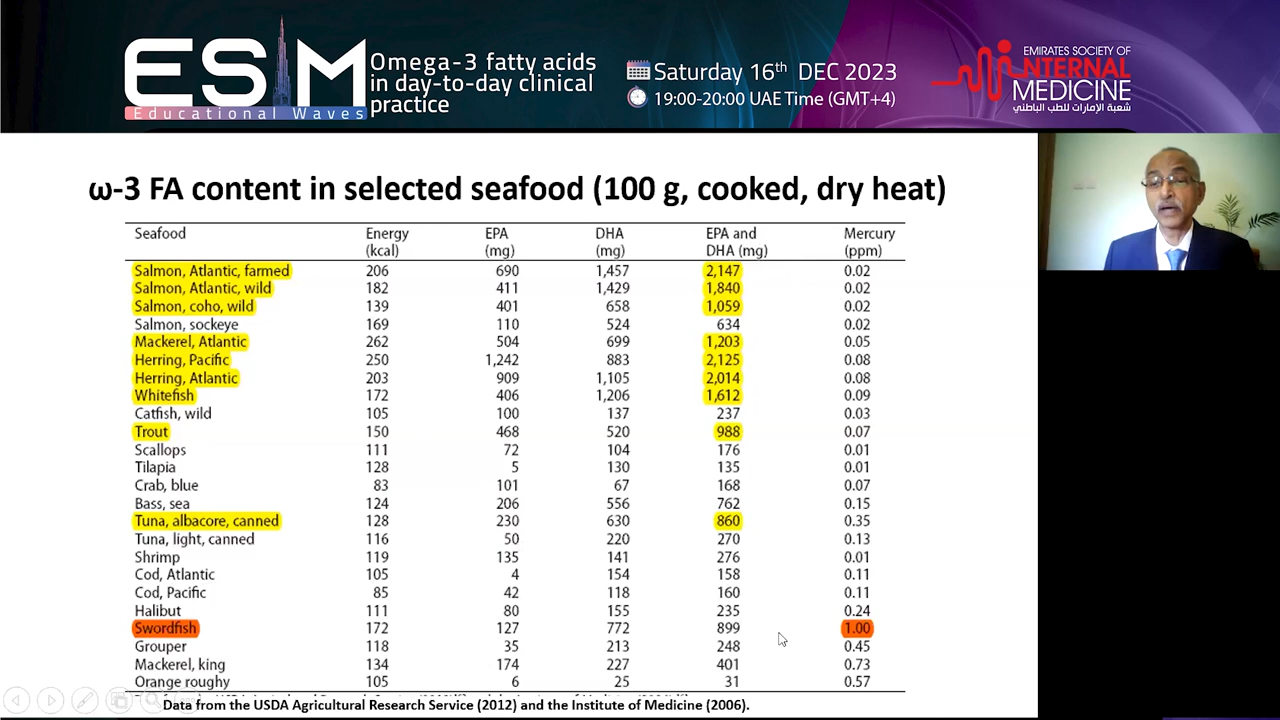 ESIM
Educational Waves
Omega-3 fatty acids
in day-to-day clinical
practice
Saturday 16th DEC 2023
19:00-20:00 UAE Time (GMT+4)
EMIRATES SOCIETY OF
INTERNAL
MEDICINE
شعبة الإمارات للطب الباطني
ω-3 FA content in selected seafood (100 g, cooked, dry heat)
Seafood Energy (kcal) EPA (mg) DHA (mg) EPA and DHA (mg) Mercury (ppm)
Salmon, Atlantic, farmed 206 690 1,457 2,147 0.02
Salmon, Atlantic, wild 182 411 1,429 1,840 0.02
Salmon, coho, wild 139 401 658 1,059 0.02
Salmon, sockeye 169 110 524 634 0.02
Mackerel, Atlantic 262 504 699 1,203 0.05
Herring, Pacific 250 1,242 883 2,125 0.08
Herring, Atlantic 203 909 1,105 2,014 0.08
Whitefish 172 406 1,206 1,612 0.09
Catfish, wild 105 100 137 237 0.03
Trout 150 468 520 988 0.07
Scallops 111 72 104 176 0.01
Tilapia 128 5 130 135 0.01
Crab, blue 83 101 67 168 0.07
Bass, sea 124 206 556 762 0.15
Tuna, albacore, canned 128 230 630 860 0.35
Tuna, light, canned 116 50 220 270 0.13
Shrimp 119 135 141 276 0.01
Cod, Atlantic 105 4 154 158 0.11
Cod, Pacific 85 42 118 160 0.11
Halibut 111 80 155 235 0.24
Swordfish 172 127 772 899 1.00
Grouper 118 35 213 248 0.45
Mackerel, king 134 174 227 401 0.73
Orange roughy 105 6 25 31 0.57
Data from the USDA Agricultural Research Service (2012) and the Institute of Medicine (2006).